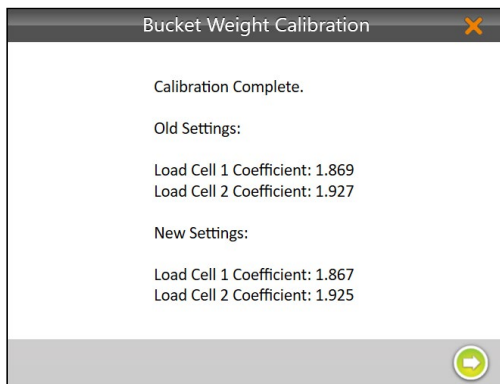 Bucket Weight Calibration
Calibration Complete.
Old Settings:
Load Cell 1 Coefficient: 1.869
Load Cell 2 Coefficient: 1.927
New Settings:
Load Cell 1 Coefficient: 1.867
Load Cell 2 Coefficient: 1.925